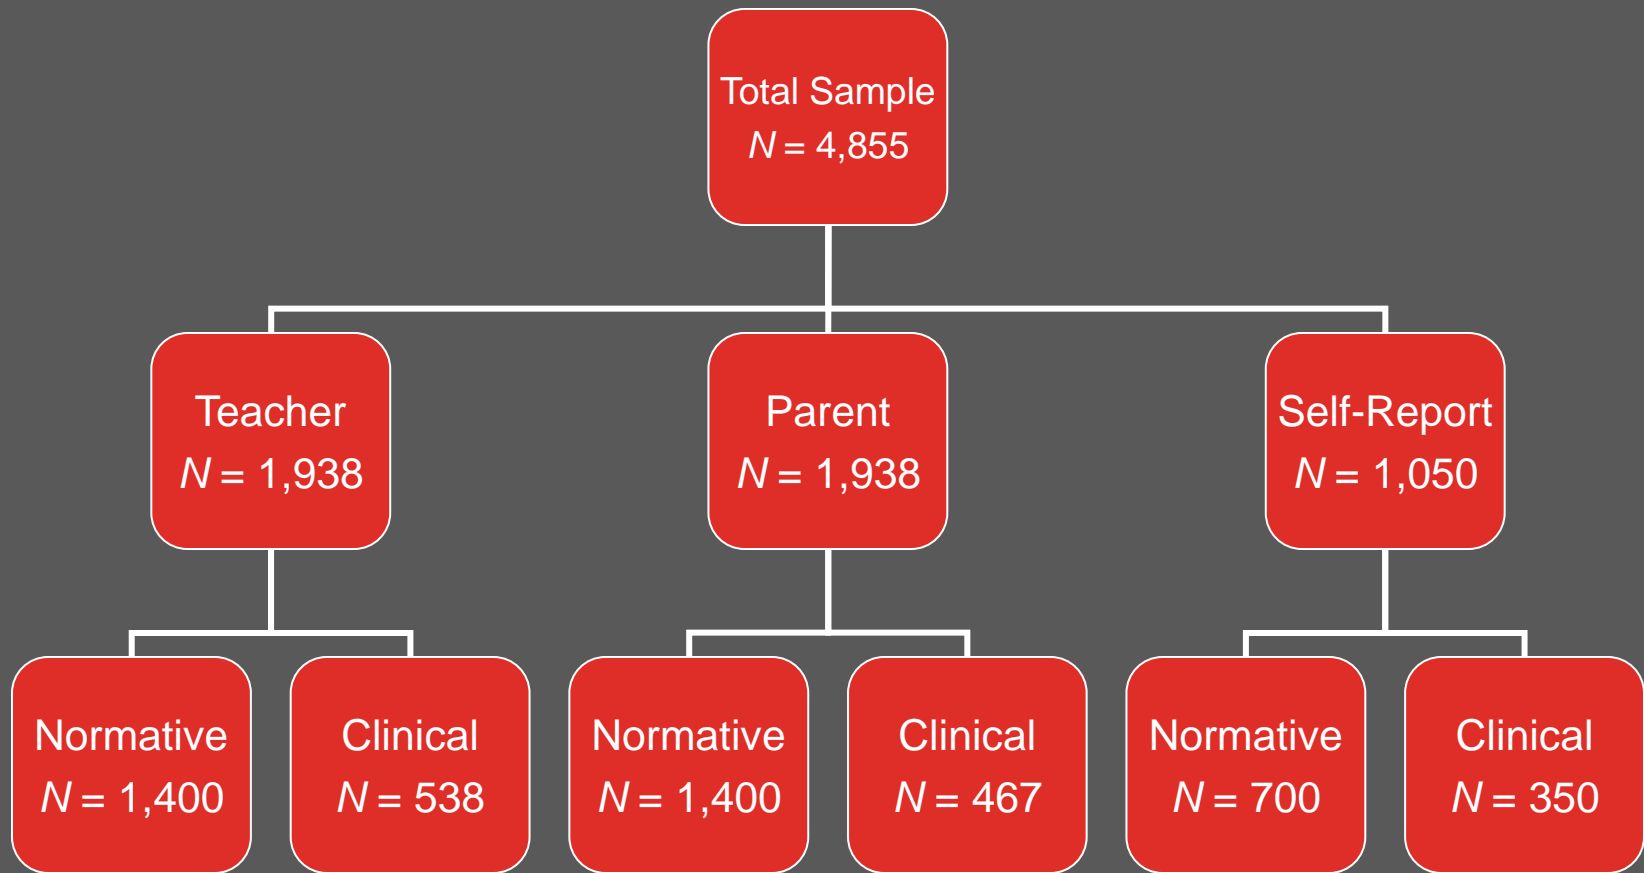 Total Sample
N = 4,855
Teacher
N = 1,938
Parent
N = 1,938
Self-Report
N = 1,050
Normative
N = 1,400
Clinical
N = 538
Normative
N = 1,400
Clinical
N = 467
Normative
N = 700
Clinical
N = 350